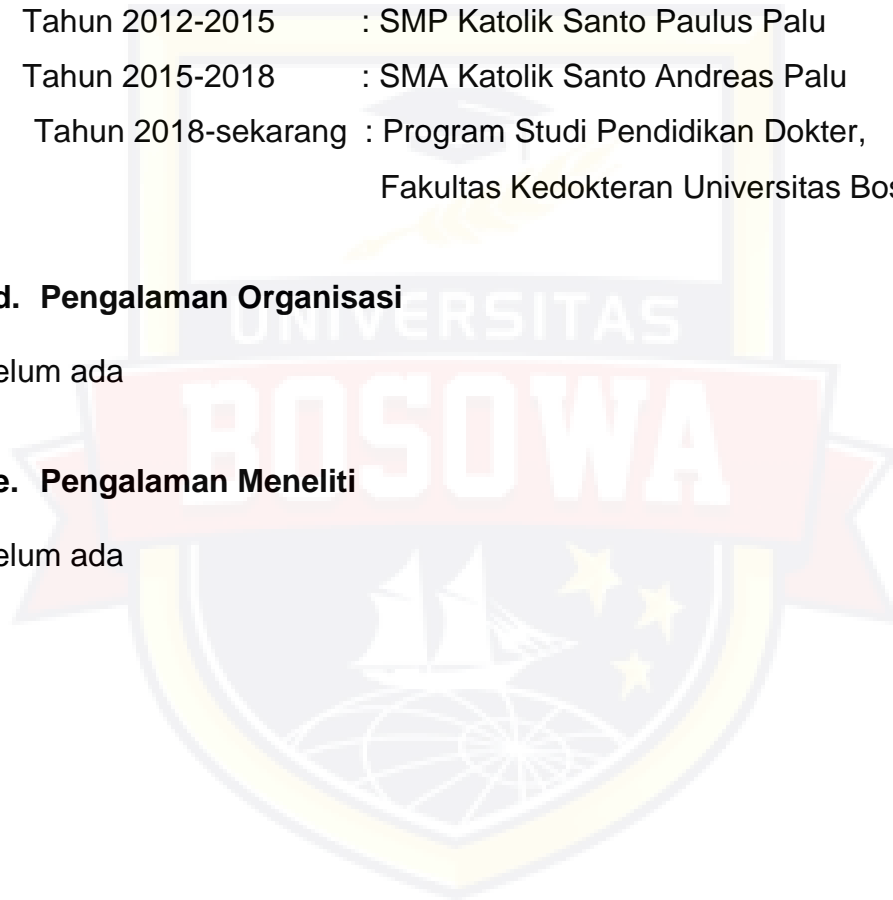 Tahun 2012-2015 : SMP Katolik Santo Paulus Palu
Tahun 2015-2018 : SMA Katolik Santo Andreas Palu
Tahun 2018-sekarang : Program Studi Pendidikan Dokter,
Fakultas Kedokteran Universitas Bos
d. Pengalaman Organisasi
UNIVERSITAS
elum ada
BOSOWA
e. Pengalaman Meneliti
elum ada